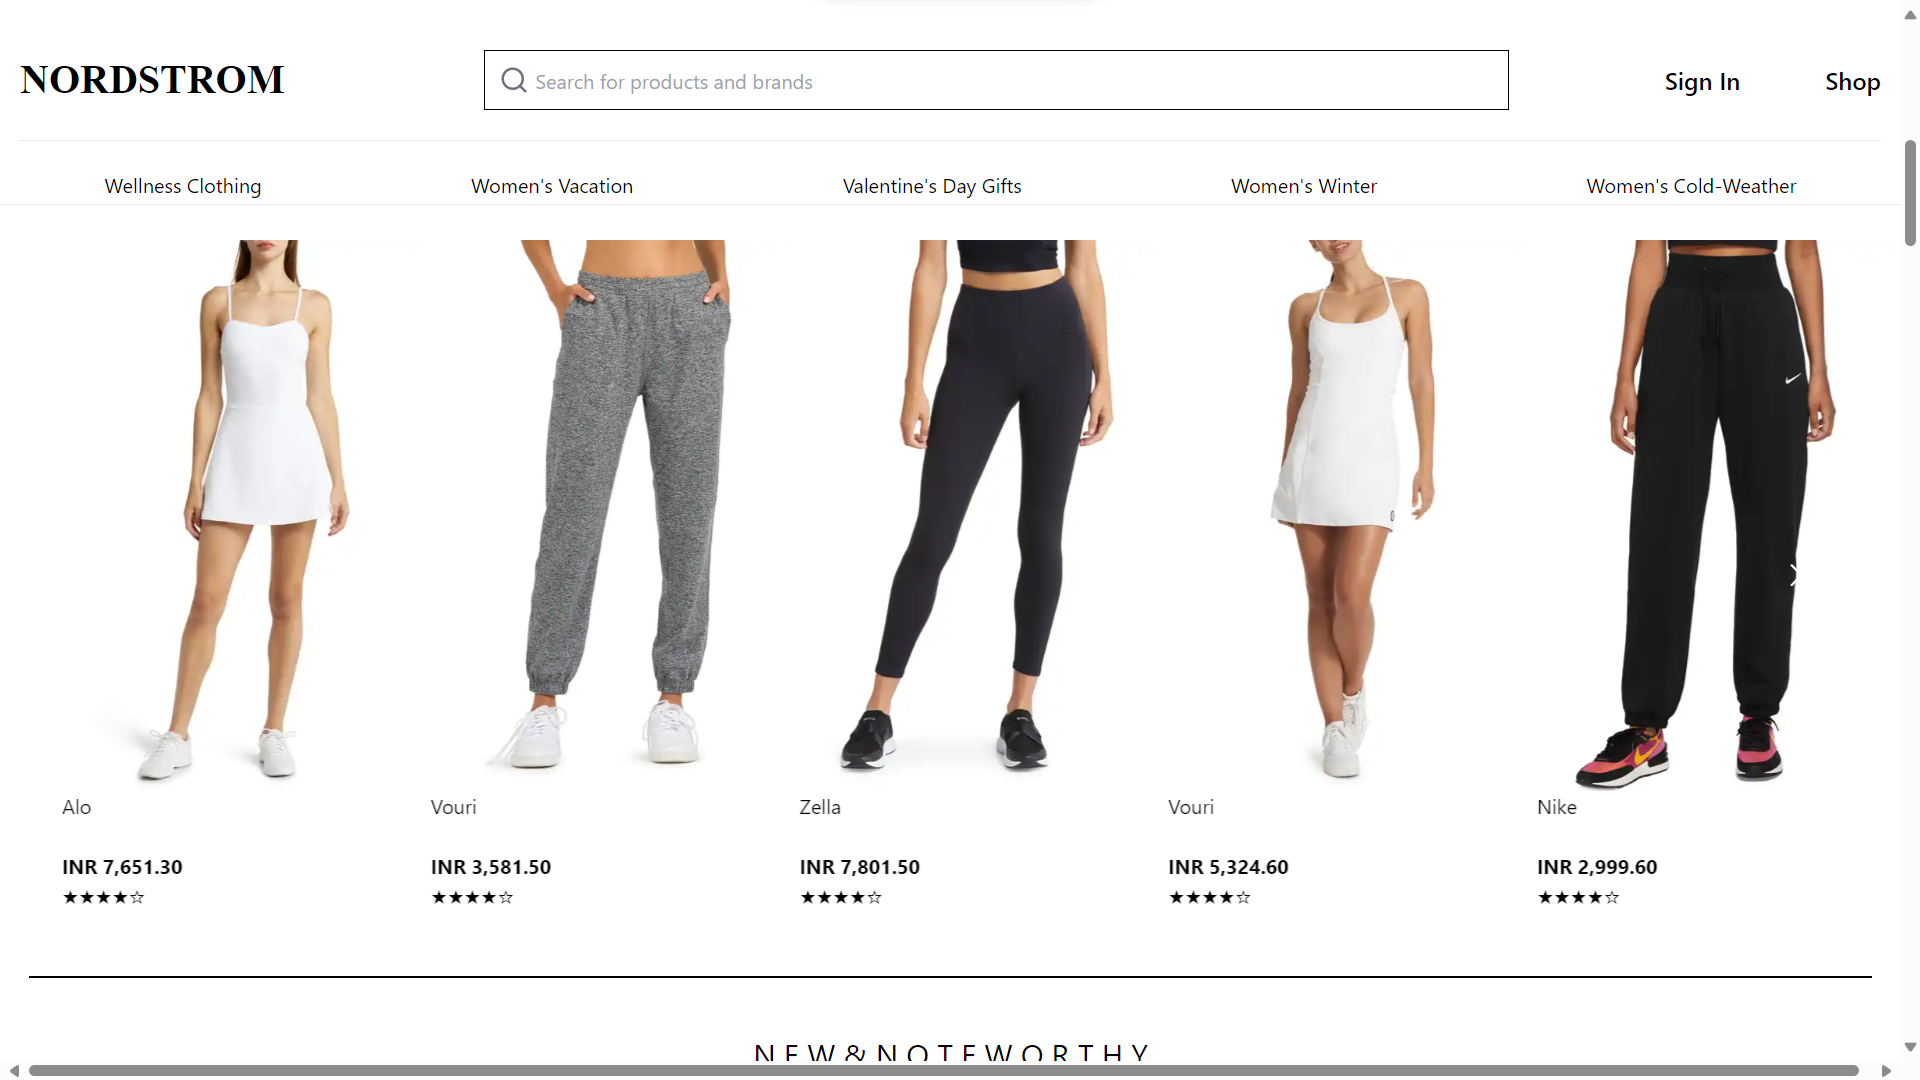 NORDSTROM
Search for products and brands
Sign In
Shop
Wellness Clothing
Women's Vacation
Valentine's Day Gifts
Women's Winter
Women's Cold-Weather
Alo
INR 7,651.30
★★★★☆
Vouri
INR 3,581.50
★★★★☆
Zella
INR 7,801.50
★★★★☆
Vouri
INR 5,324.60
★★★★☆
Nike
INR 2,999.60
★★★★☆
NEW&NOTEWORTHY